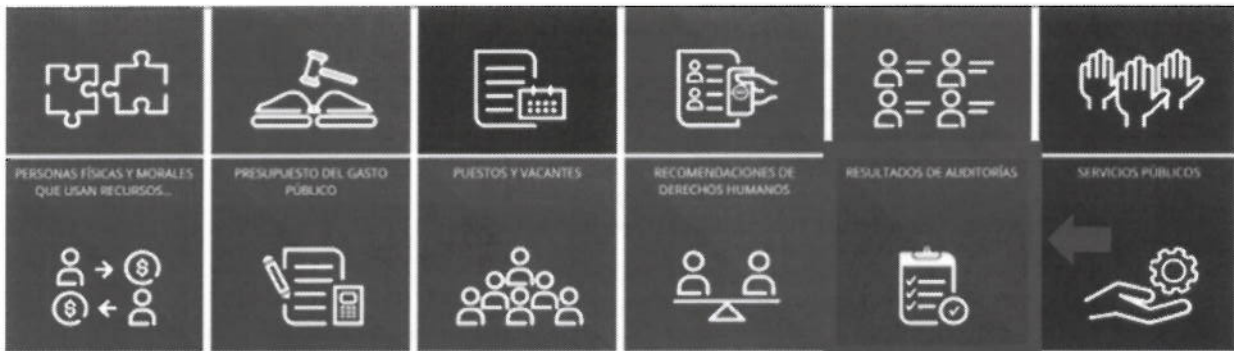 PERSONAS FÍSICAS Y MORALES
QUE USAN RECURSOS...
PRESUPUESTO DEL GASTO
PÚBLICO
PUESTOS Y VACANTES
RECOMENDACIONES DE
DERECHOS HUMANOS
RESULTADOS DE AUDITORÍAS
SERVICIOS PÚBLICOS